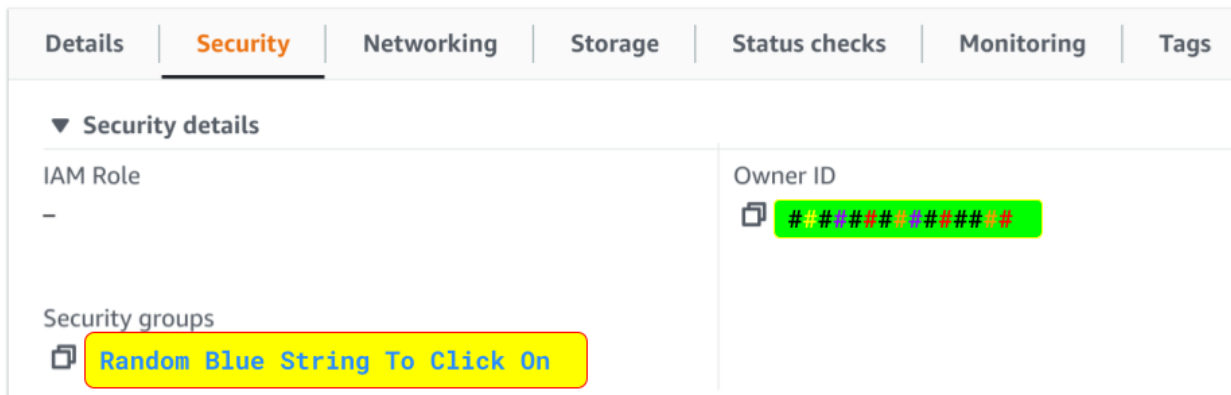 Details Security Networking Storage Status checks Monitoring Tags
▼ Security details
IAM Role
–
Owner ID
###############
Security groups
Random Blue String To Click On